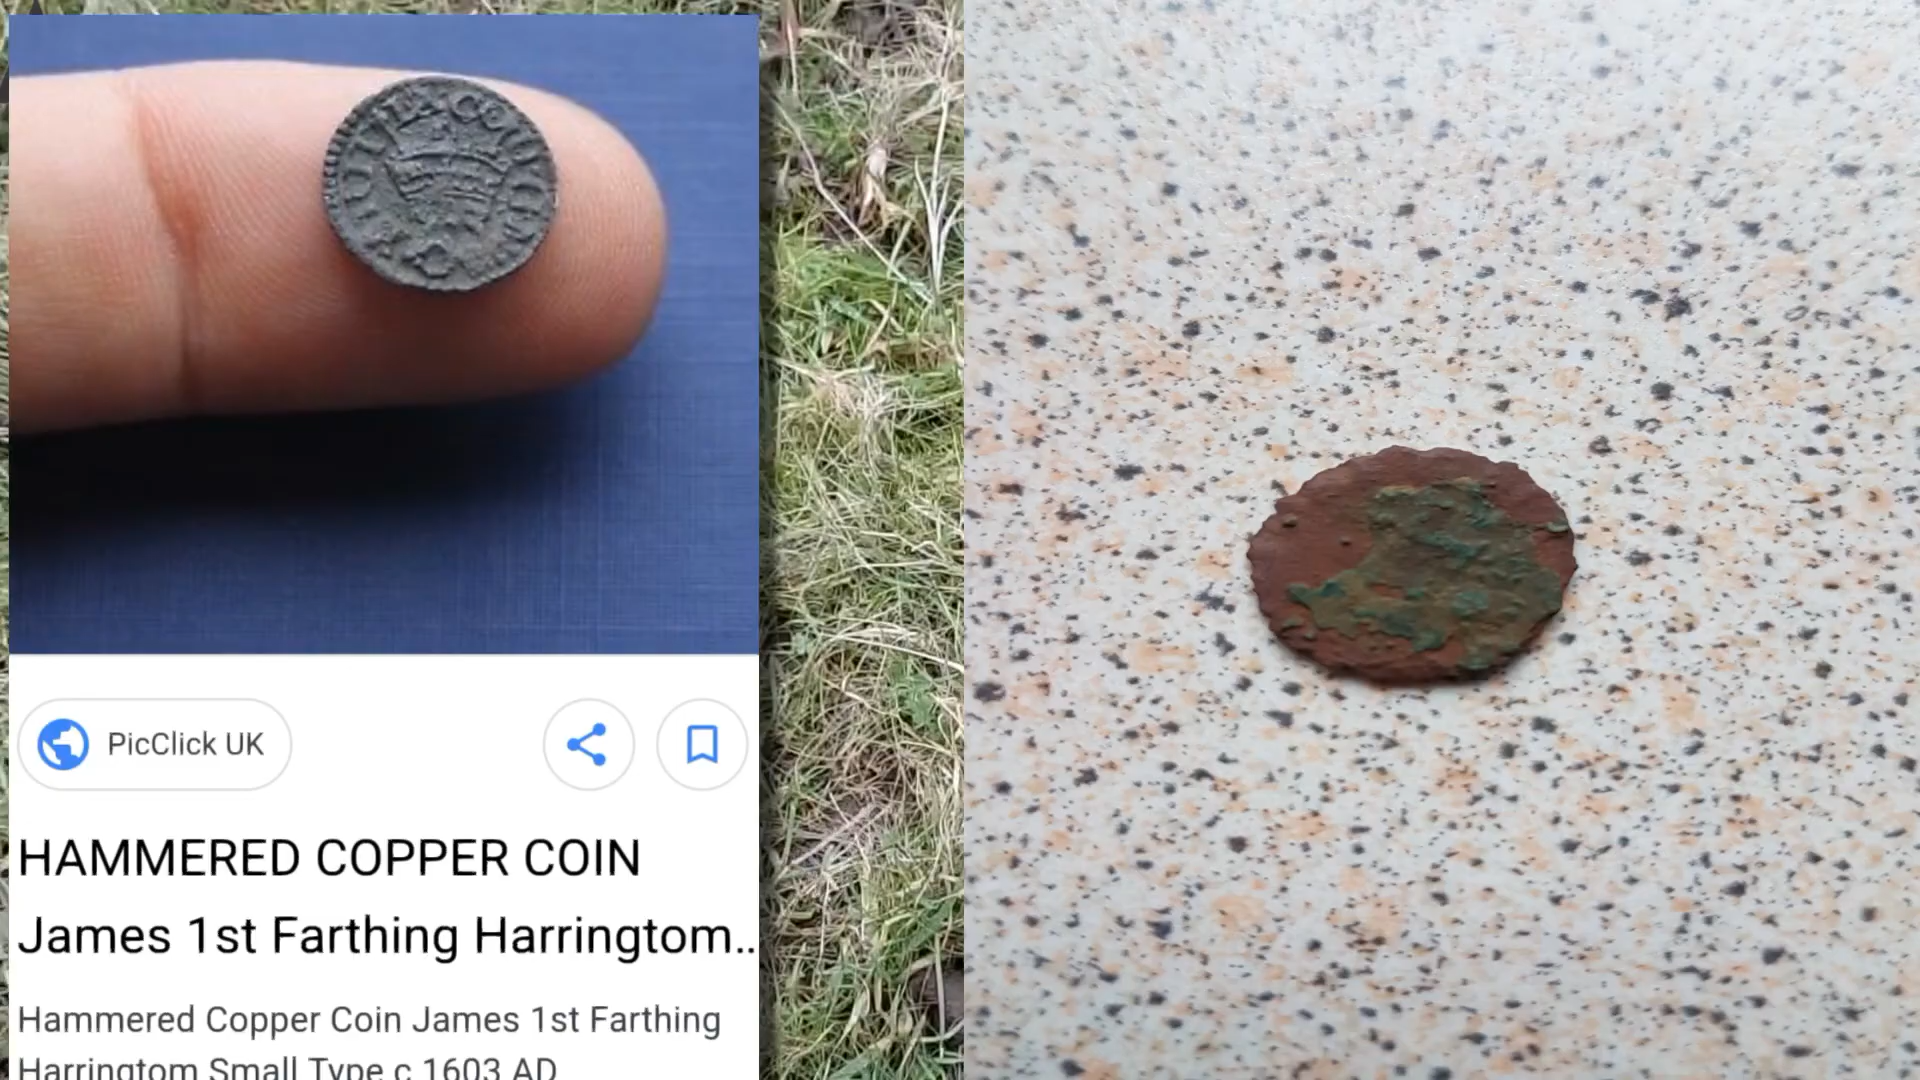 PicClick UK
HAMMERED COPPER COIN
James 1st Farthing Harringtom..
Hammered Copper Coin James 1st Farthing
Harringtom Small Type c 1603 AD